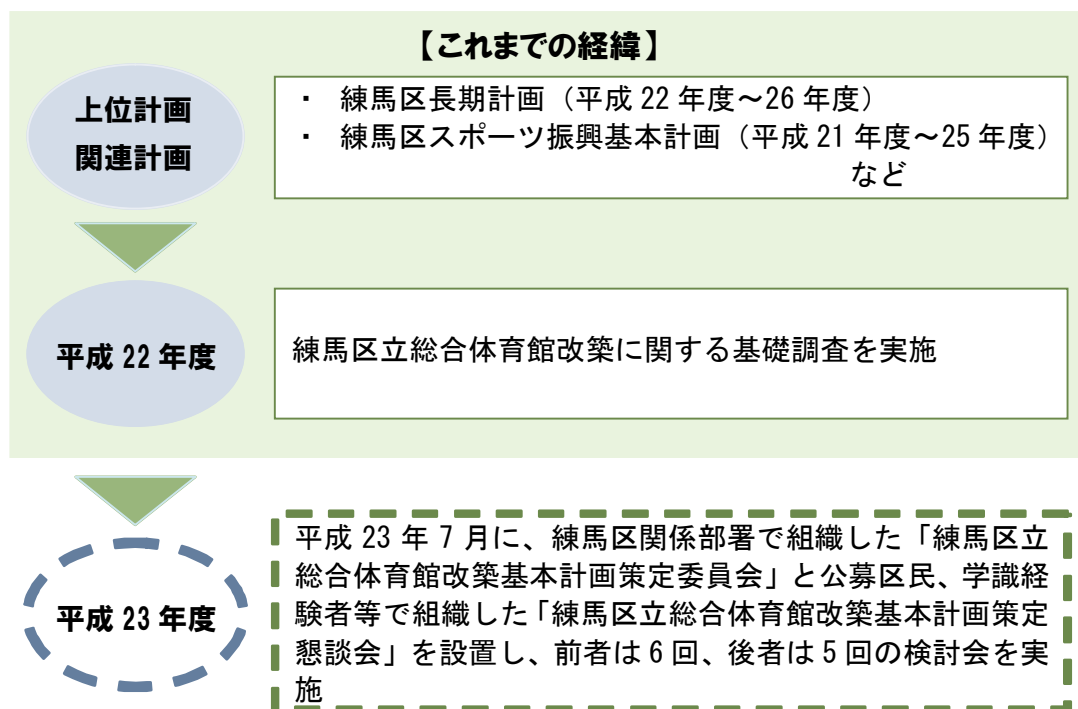 【これまでの経緯】
上位計画
関連計画
・ 練馬区長期計画（平成 22 年度～26 年度）
・ 練馬区スポーツ振興基本計画（平成 21 年度～25 年度）
など
平成 22 年度
練馬区立総合体育館改築に関する基礎調査を実施
平成 23 年度
平成 23 年 7 月に、練馬区関係部署で組織した「練馬区立
総合体育館改築基本計画策定委員会」と公募区民、学識経
験者等で組織した「練馬区立総合体育館改築基本計画策定
懇談会」を設置し、前者は 6 回、後者は 5 回の検討会を実
施